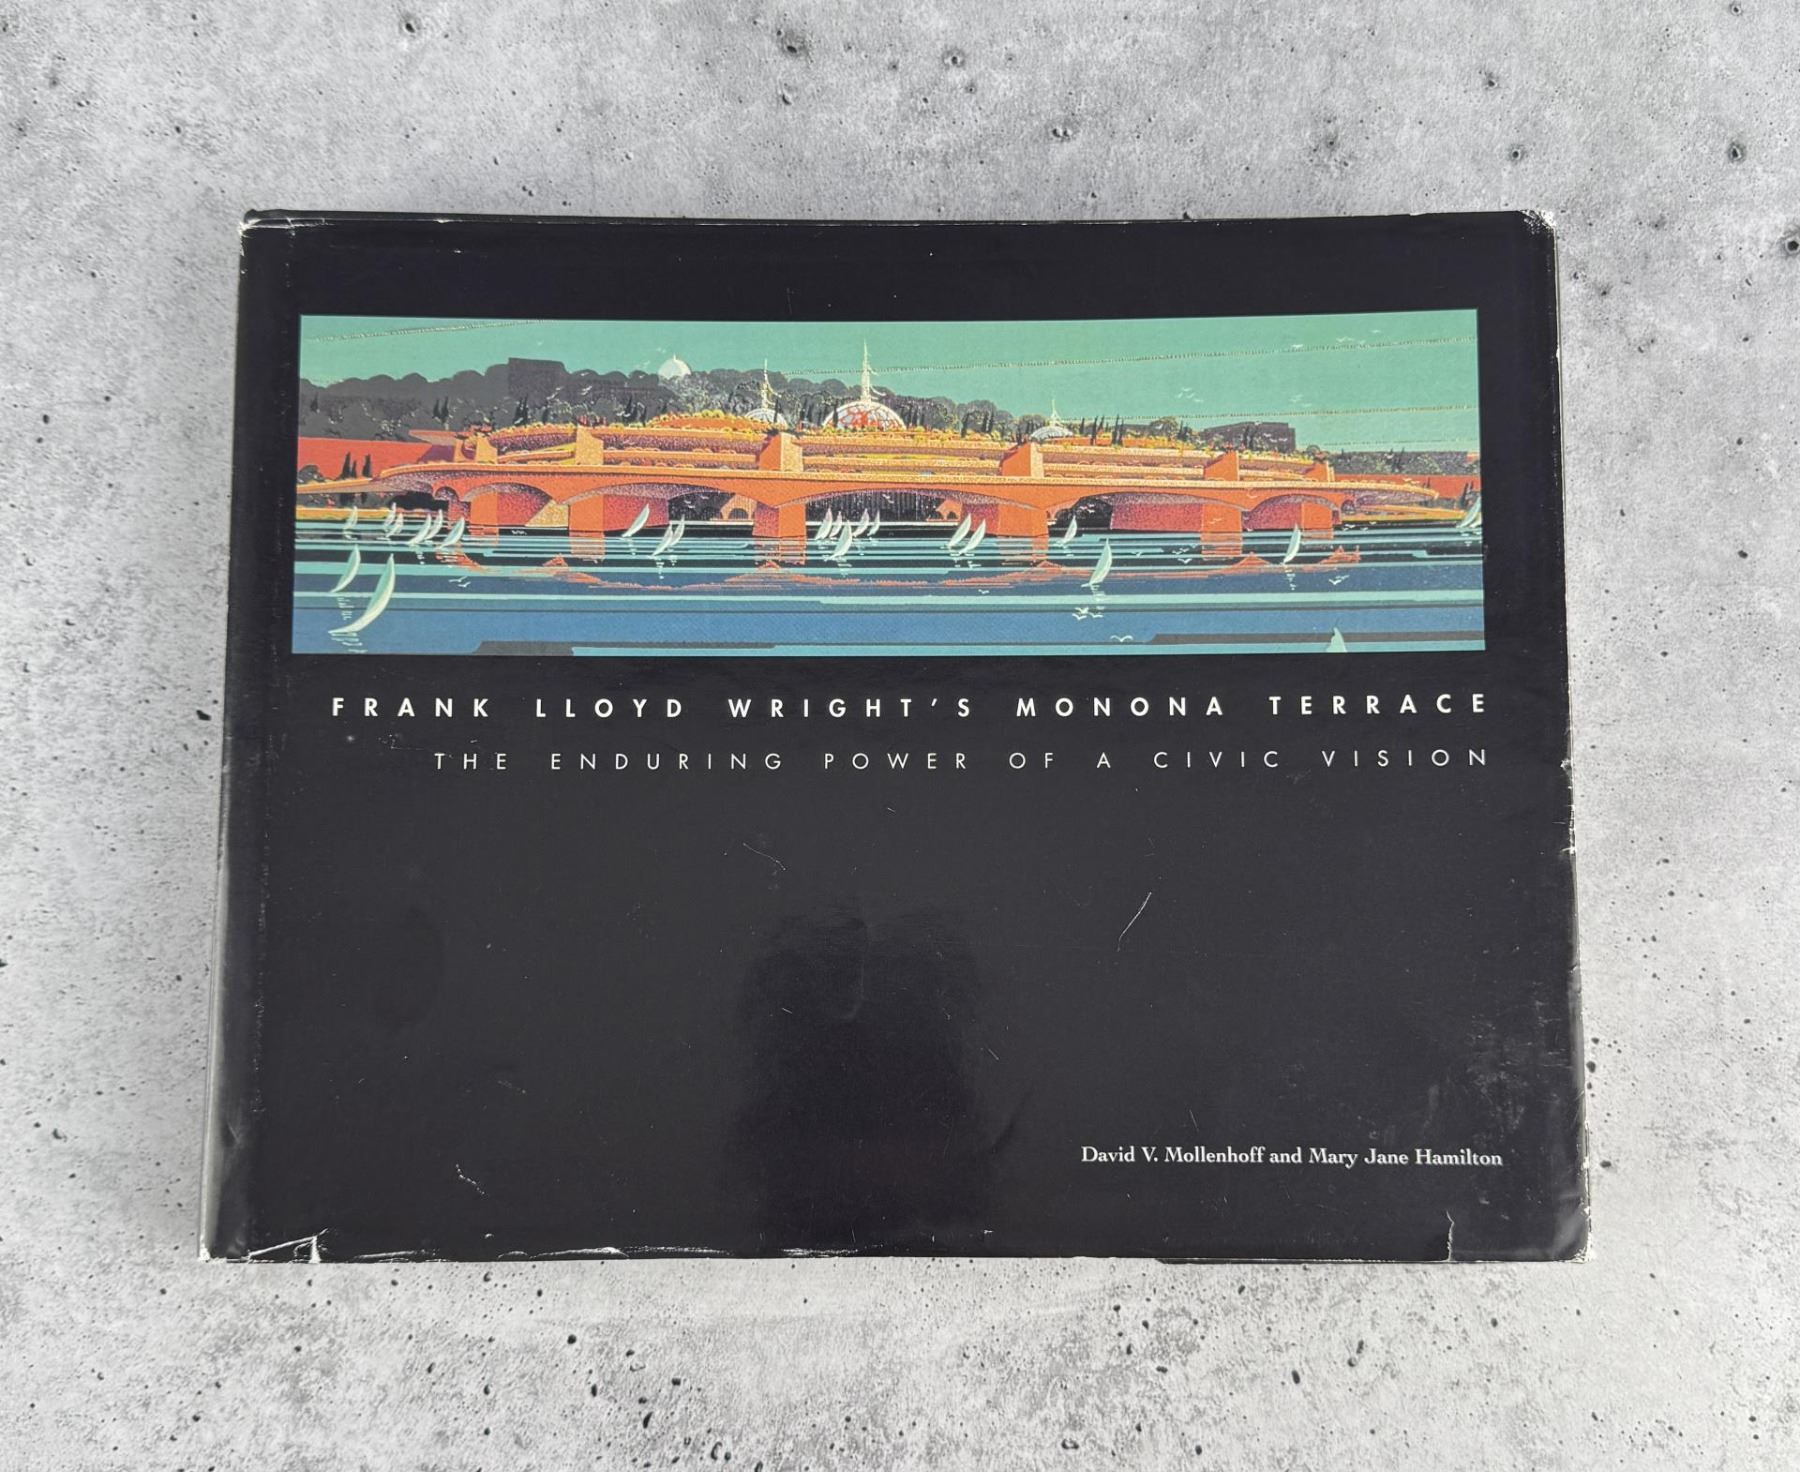 FRANK LLOYD WRIGHT'S MONONA TERRACE
THE ENDURING POWER OF A CIVIC VISION
David V. Mollenhoff and Mary Jane Hamilton